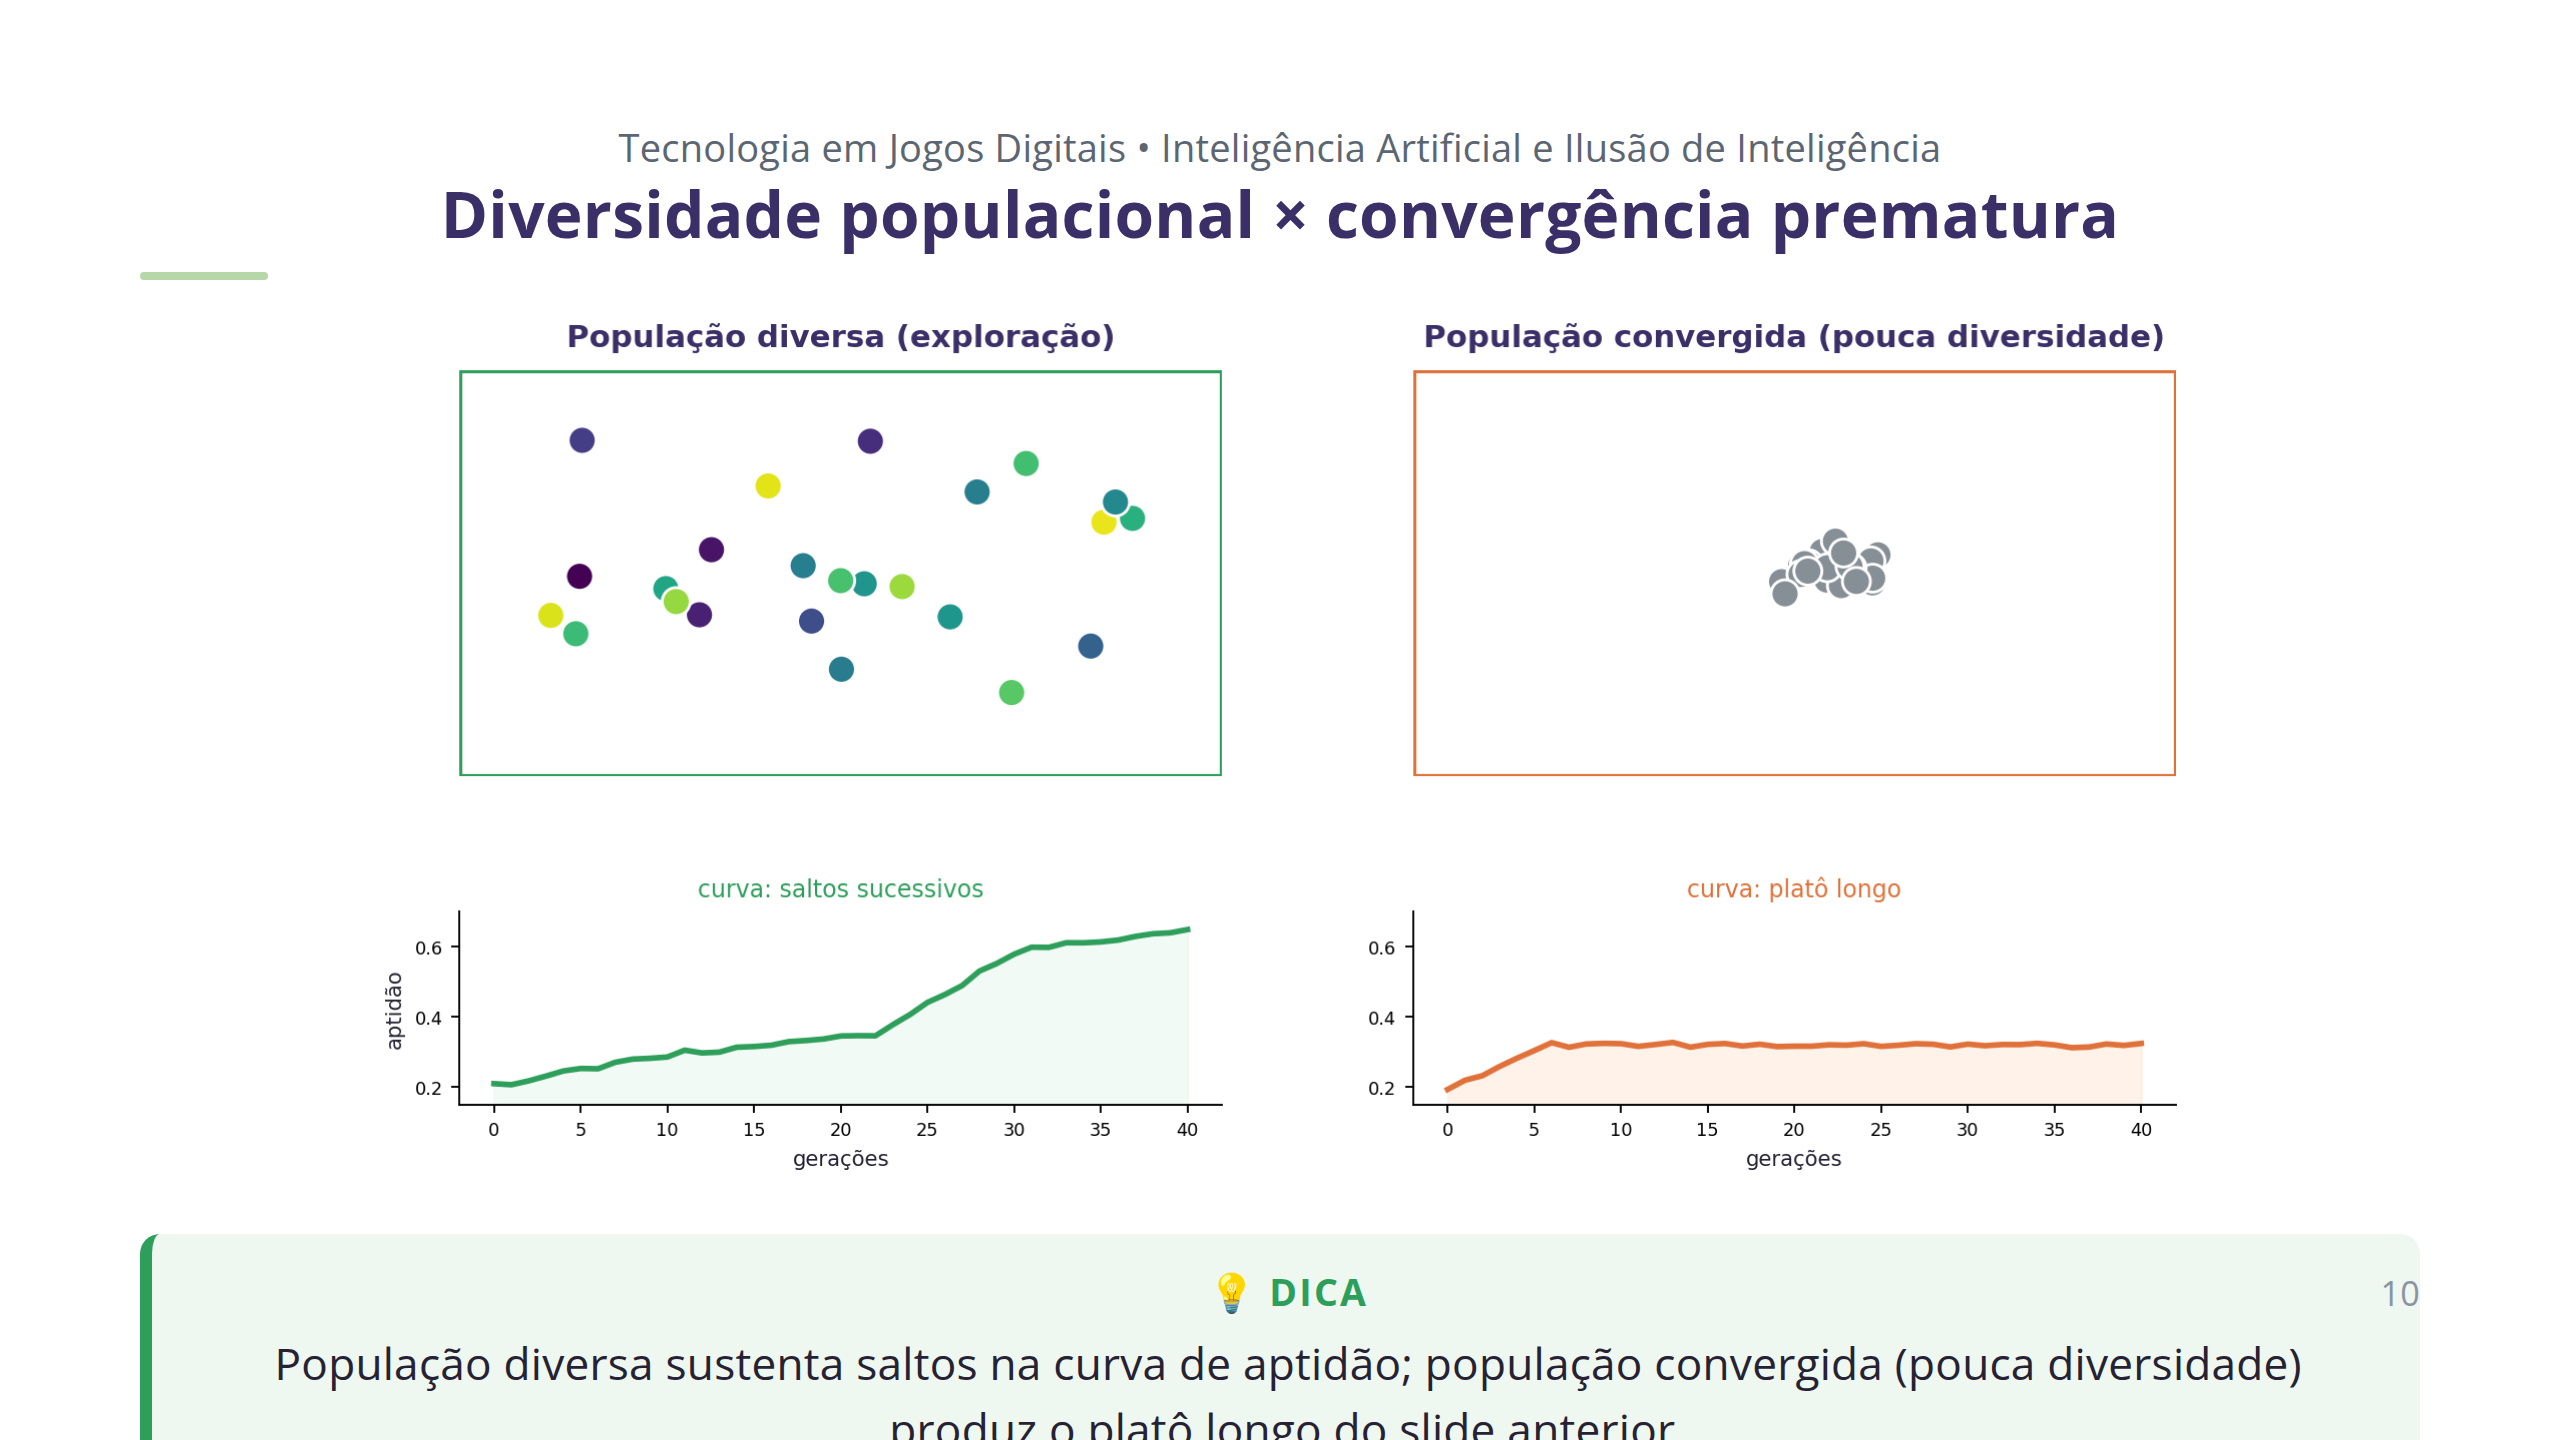 Tecnologia em Jogos Digitais • Inteligência Artificial e Ilusão de Inteligência
Diversidade populacional × convergência prematura
População diversa (exploração)
População convergida (pouca diversidade)
curva: saltos sucessivos
aptidão
0.6
0.4
0.2
0 5 10 15 20 25 30 35 40
gerações
curva: platô longo
0.6
0.4
0.2
0 5 10 15 20 25 30 35 40
gerações
💡 DICA
10
População diversa sustenta saltos na curva de aptidão; população convergida (pouca diversidade)
produz o platô longo do slide anterior